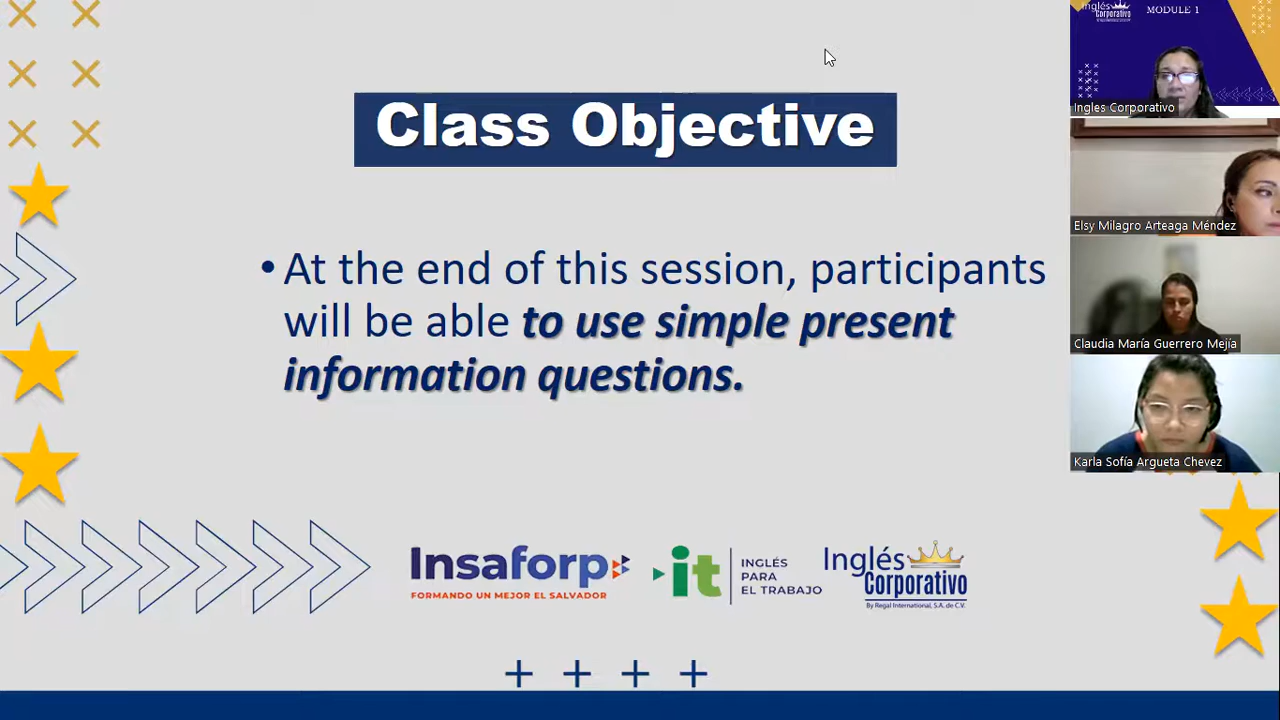 Class Objective
• At the end of this session, participants
will be able to use simple present
information questions.
Insaforp
FORMANDO UN MEJOR EL SALVADOR
it
INGLÉS
PARA
EL TRABAJO
Inglés
Corporativo
By Regal International, S.A. de C.V.
Inglés
Corporativo
MODULE 1
Ingles Corporativo
Elsy Milagro Arteaga Méndez
Claudia María Guerrero Mejía
Karla Sofía Argueta Chevez